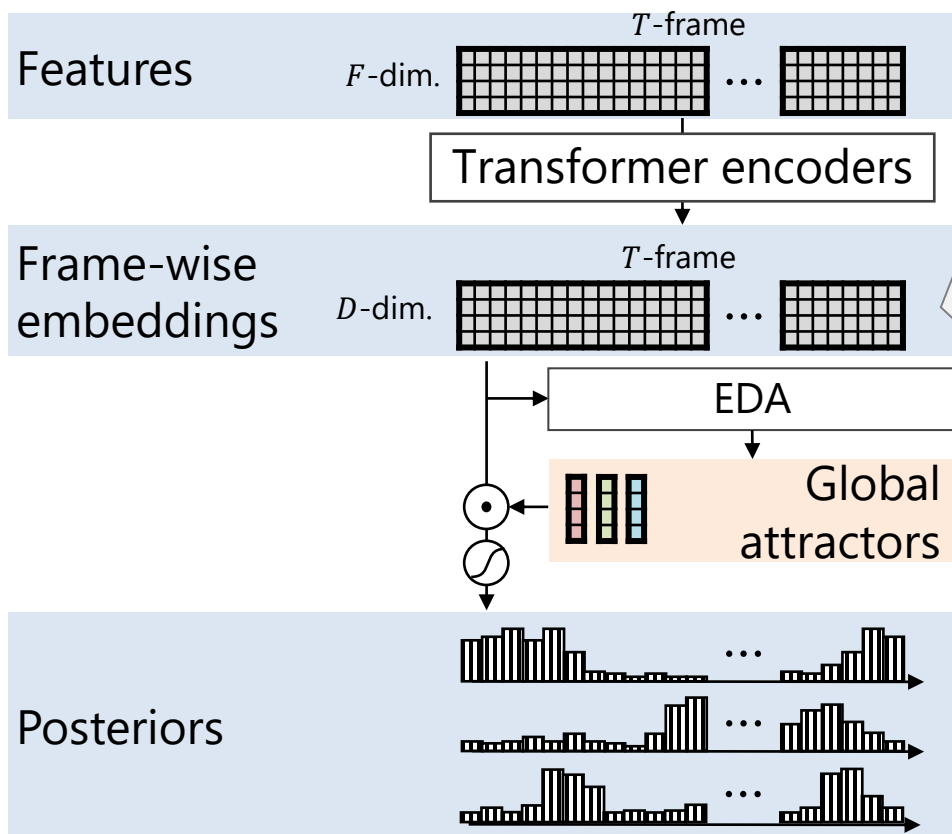 T-frame
Features
F-dim.
Transformer encoders
Frame-wise
embeddings
T-frame
D-dim.
EDA
Global
attractors
Posteriors